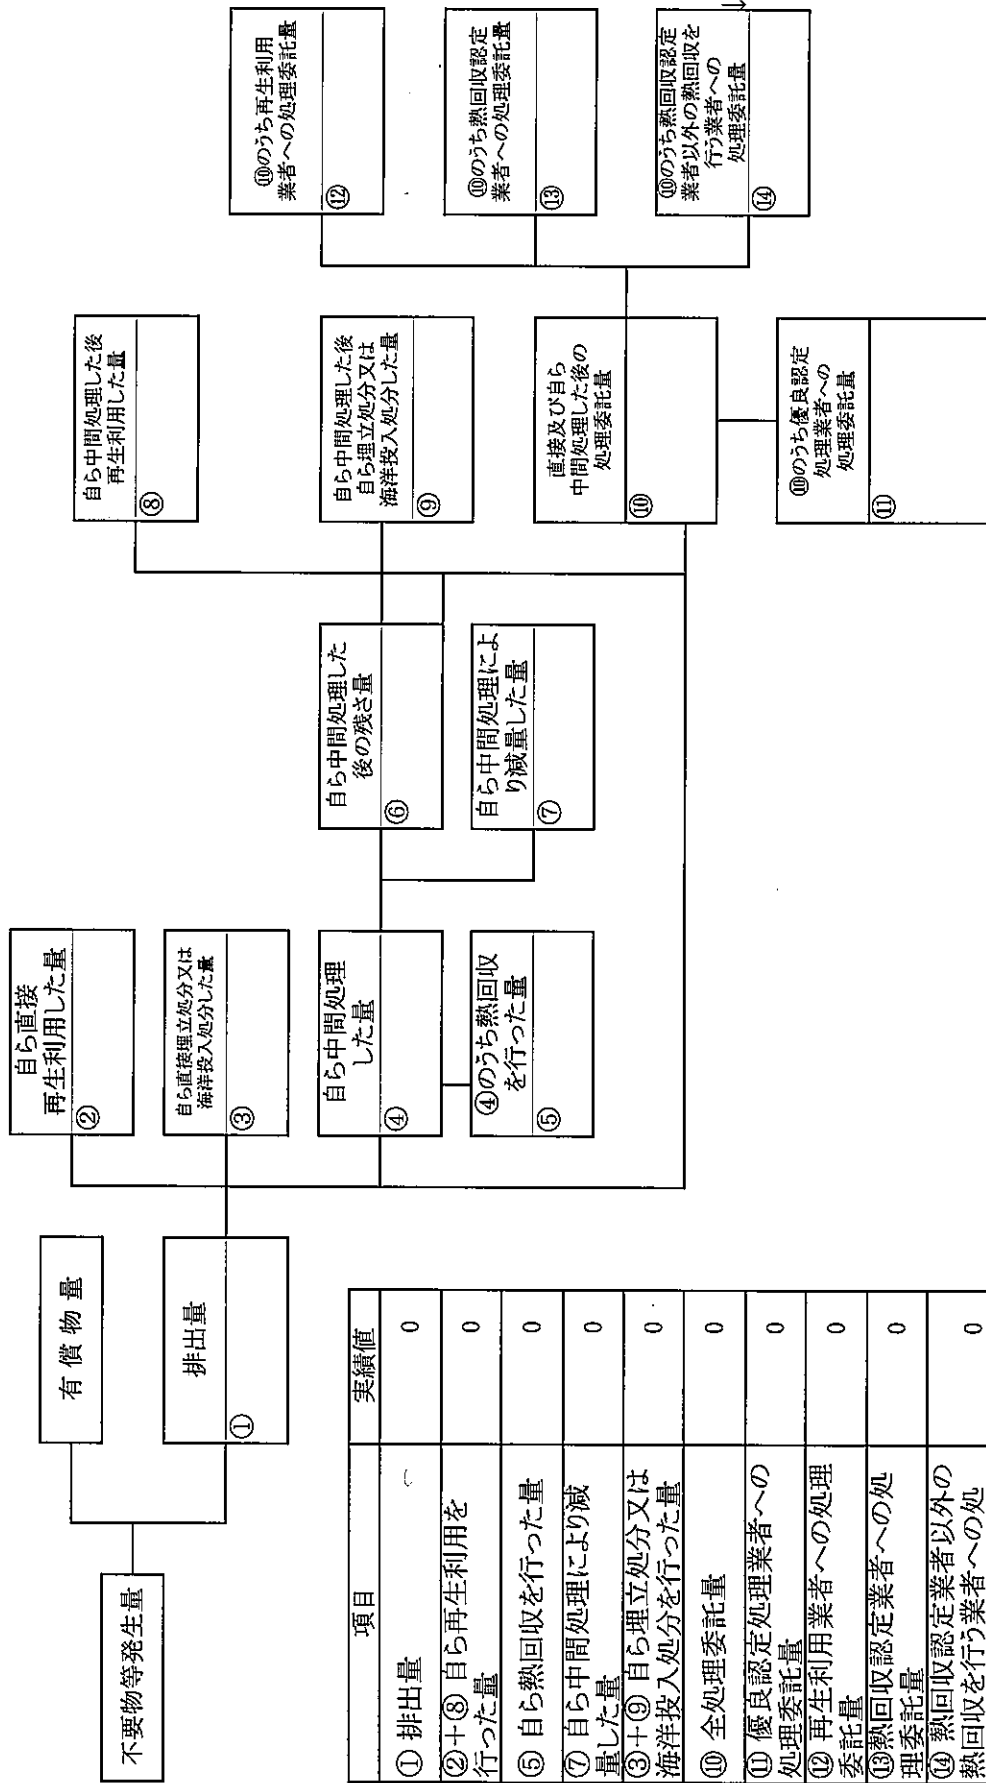 不要物等発生量
有償物量
排出量
①
自ら直接
再生利用した量
②
自ら直接埋立処分又は
海洋投入処分した量
③
自ら中間処理
した量
④
④のうち熱回収
を行った量
⑤
自ら中間処理した
後の残さ量
⑥
自ら中間処理によ
り減量した量
⑦
自ら中間処理した後
再生利用した量
⑧
自ら中間処理した後
自ら埋立処分又は
海洋投入処分した量
⑨
直接及び自ら
中間処理した後の
処理委託量
⑩
⑩のうち優良認定
処理業者への
処理委託量
⑪
⑩のうち再生利用
業者への処理委託量
⑫
⑩のうち熱回収認定
業者への処理委託量
⑬
⑩のうち熱回収認定
業者以外の熱回収を
行う業者への
処理委託量
⑭
項目 実績値
① 排出量 0
②+⑧ 自ら再生利用を
行った量 0
⑤ 自ら熱回収を行った量 0
⑦ 自ら中間処理により減
量した量 0
③+⑨ 自ら埋立処分又は
海洋投入処分を行った量 0
⑩ 全処理委託量 0
⑪ 優良認定処理業者への
処理委託量 0
⑫ 再生利用業者への処理
委託量 0
⑬熱回収認定業者への処
理委託量 0
⑭ 熱回収認定業者以外の
熱回収を行う業者への処 0